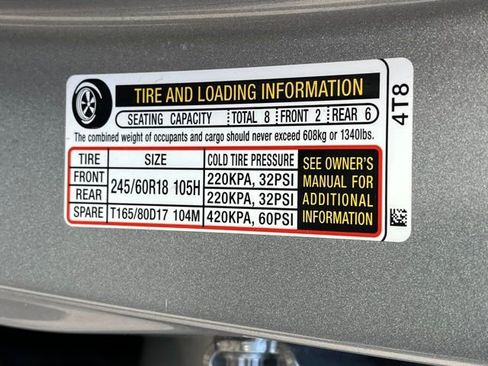 TIRE AND LOADING INFORMATION
SEATING CAPACITY TOTAL 8 FRONT 2 REAR 6
The combined weight of occupants and cargo should never exceed 608kg or 1340lbs.
TIRE SIZE COLD TIRE PRESSURE
FRONT 245/60R18 105H 220KPA, 32PSI
REAR 220KPA, 32PSI
SPARE T165/80D17 104M 420KPA, 60PSI
SEE OWNER'S
MANUAL FOR
ADDITIONAL
INFORMATION
4T8